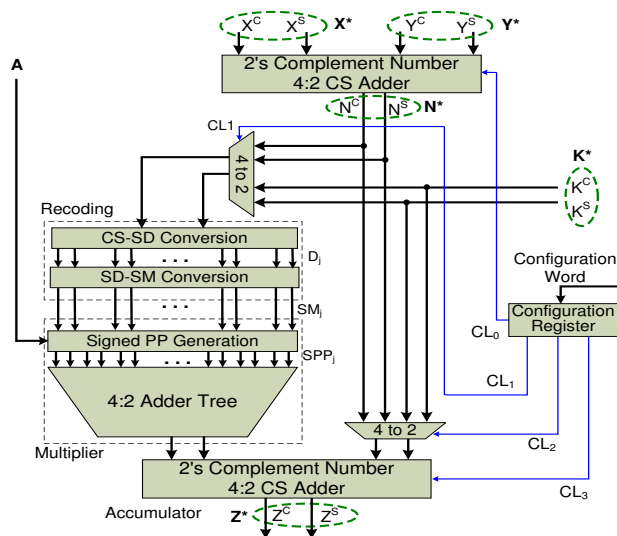 X^C X^S X*
Y^C Y^S Y*
A
2's Complement Number
4:2 CS Adder
N^C N^S N*
CL1
4 to 2
K*
K^C
K^S
Recoding
CS-SD Conversion
D_j
. . .
SD-SM Conversion
. . .
SM_j
Configuration
Word
Configuration
Register
CL_0
Signed PP Generation
SPP_j
. . .
CL_1
4:2 Adder Tree
4 to 2
CL_2
Multiplier
2's Complement Number
4:2 CS Adder
CL_3
Accumulator
Z* Z^C Z^S